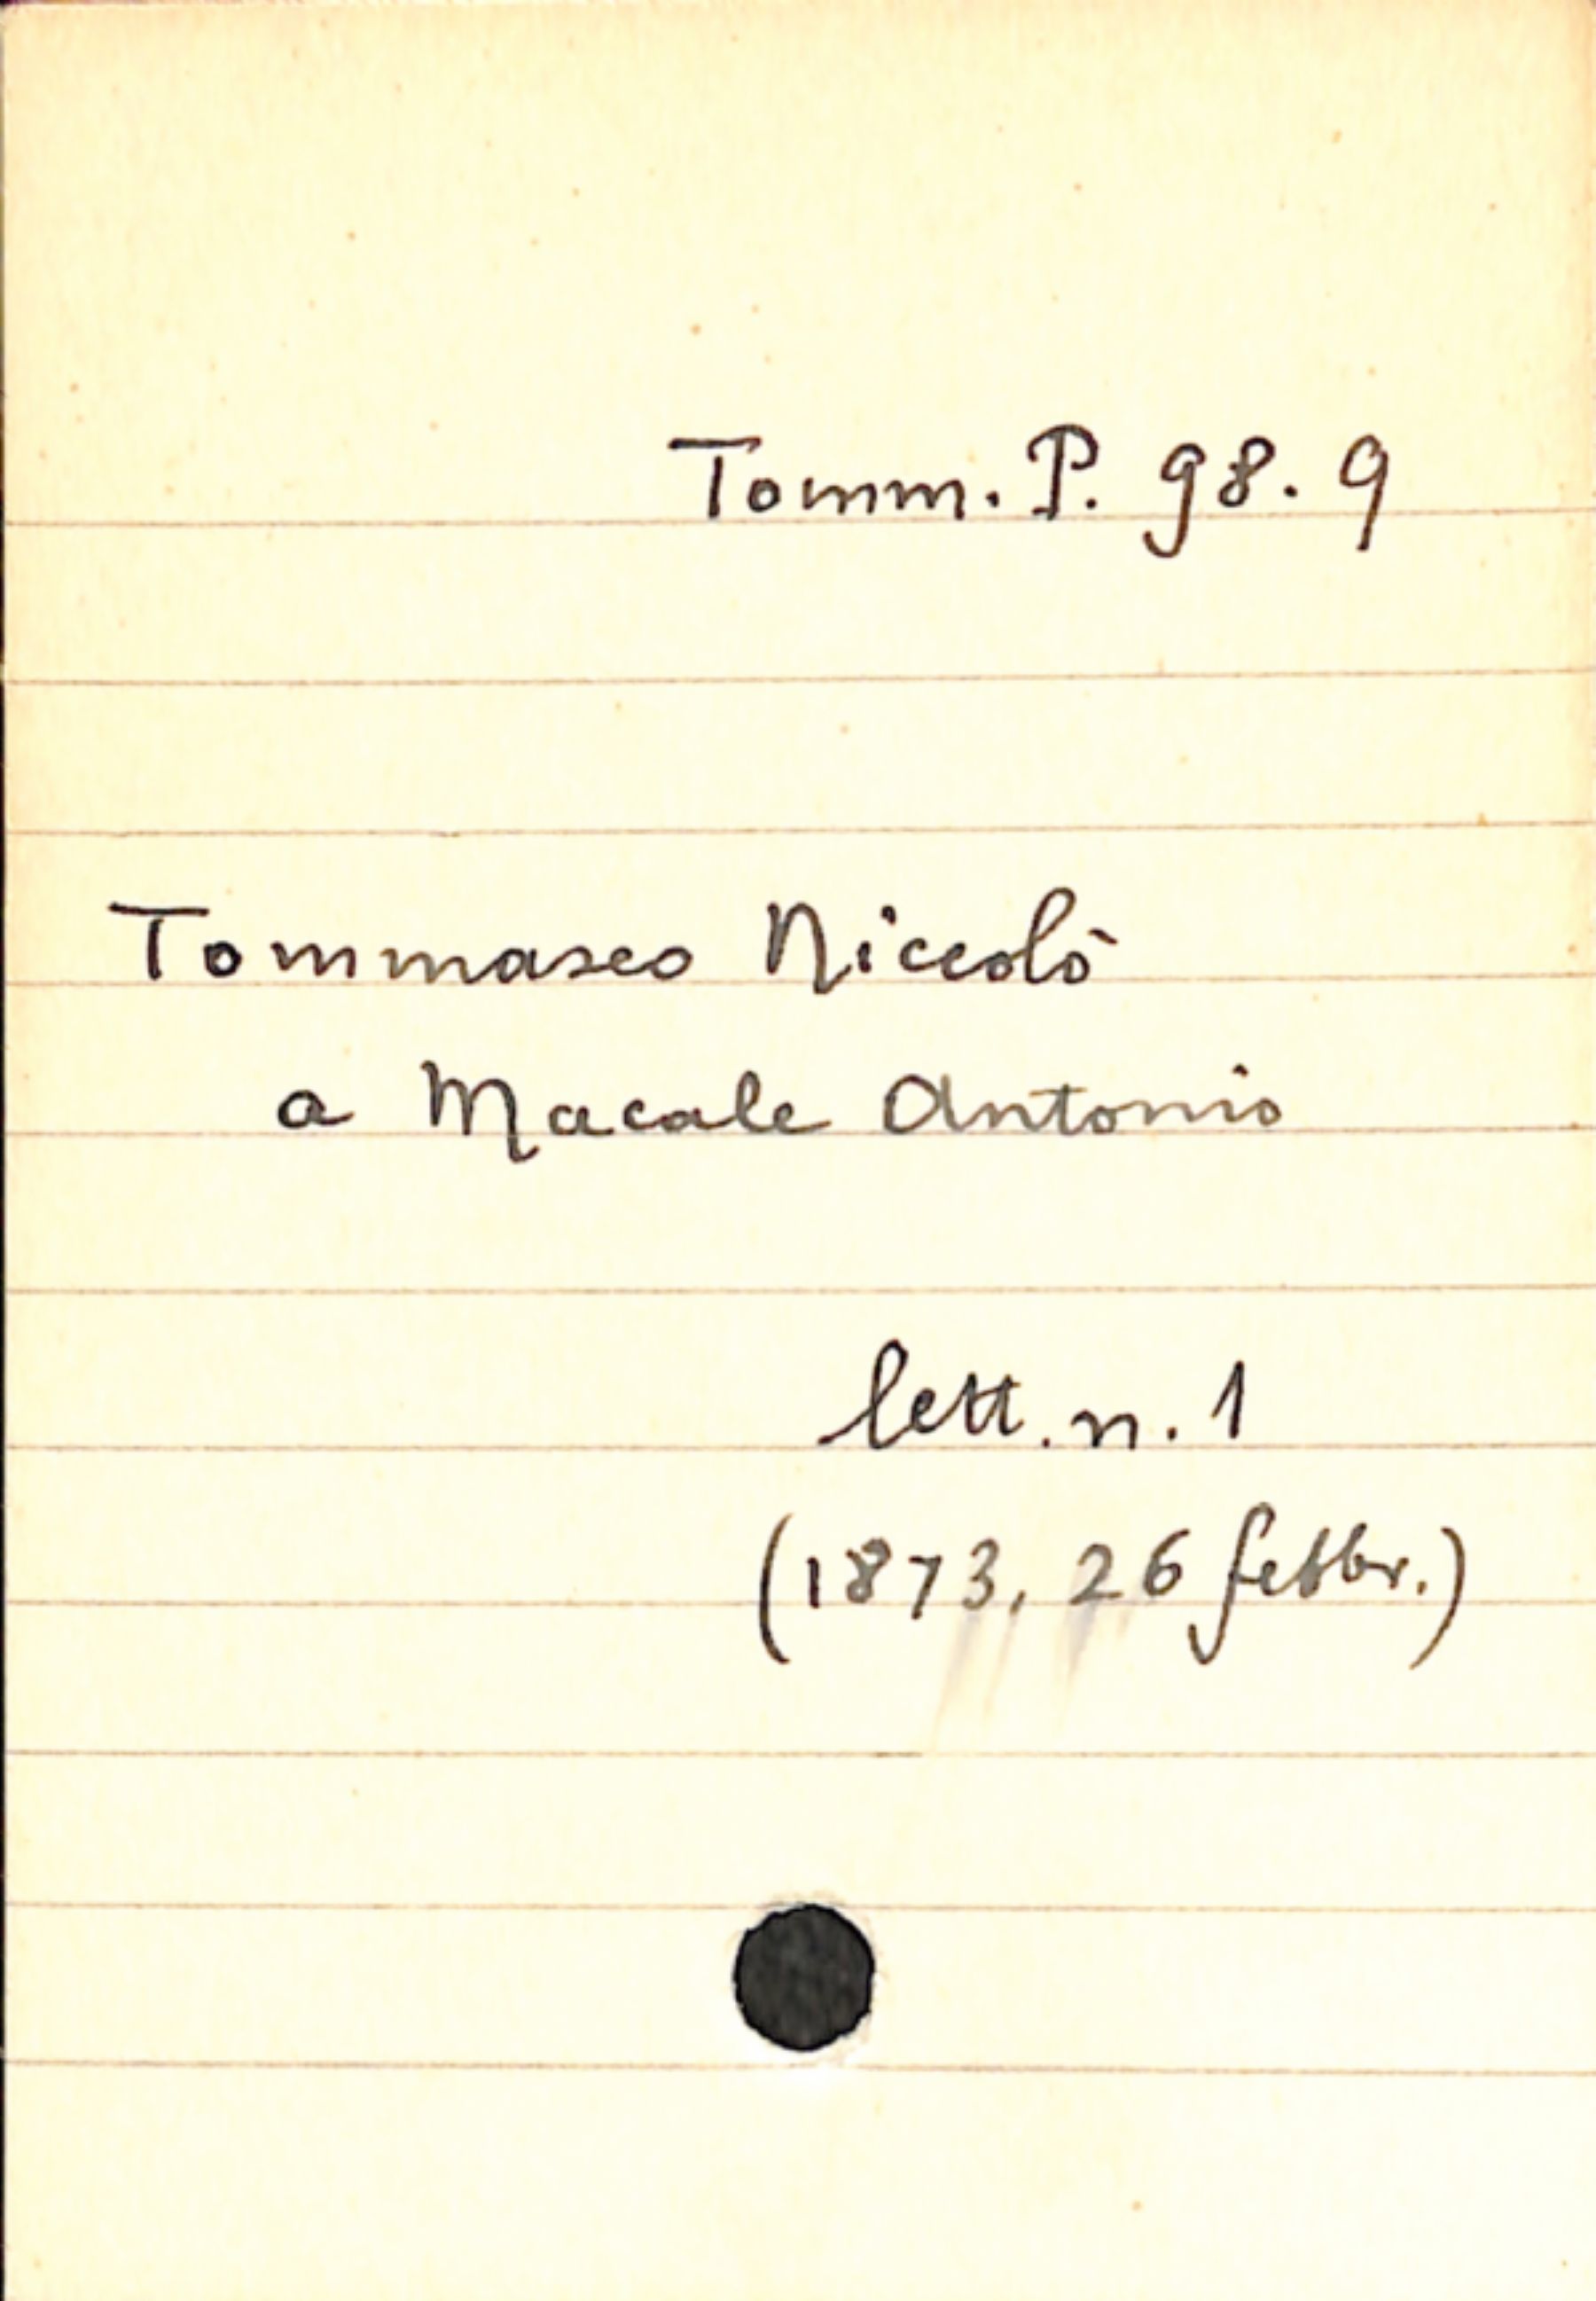 Tomm. P. 98. 9
Tommaseo Niccolò
a Macale Antonio
lett. n. 1
(1873, 26 febbr.)